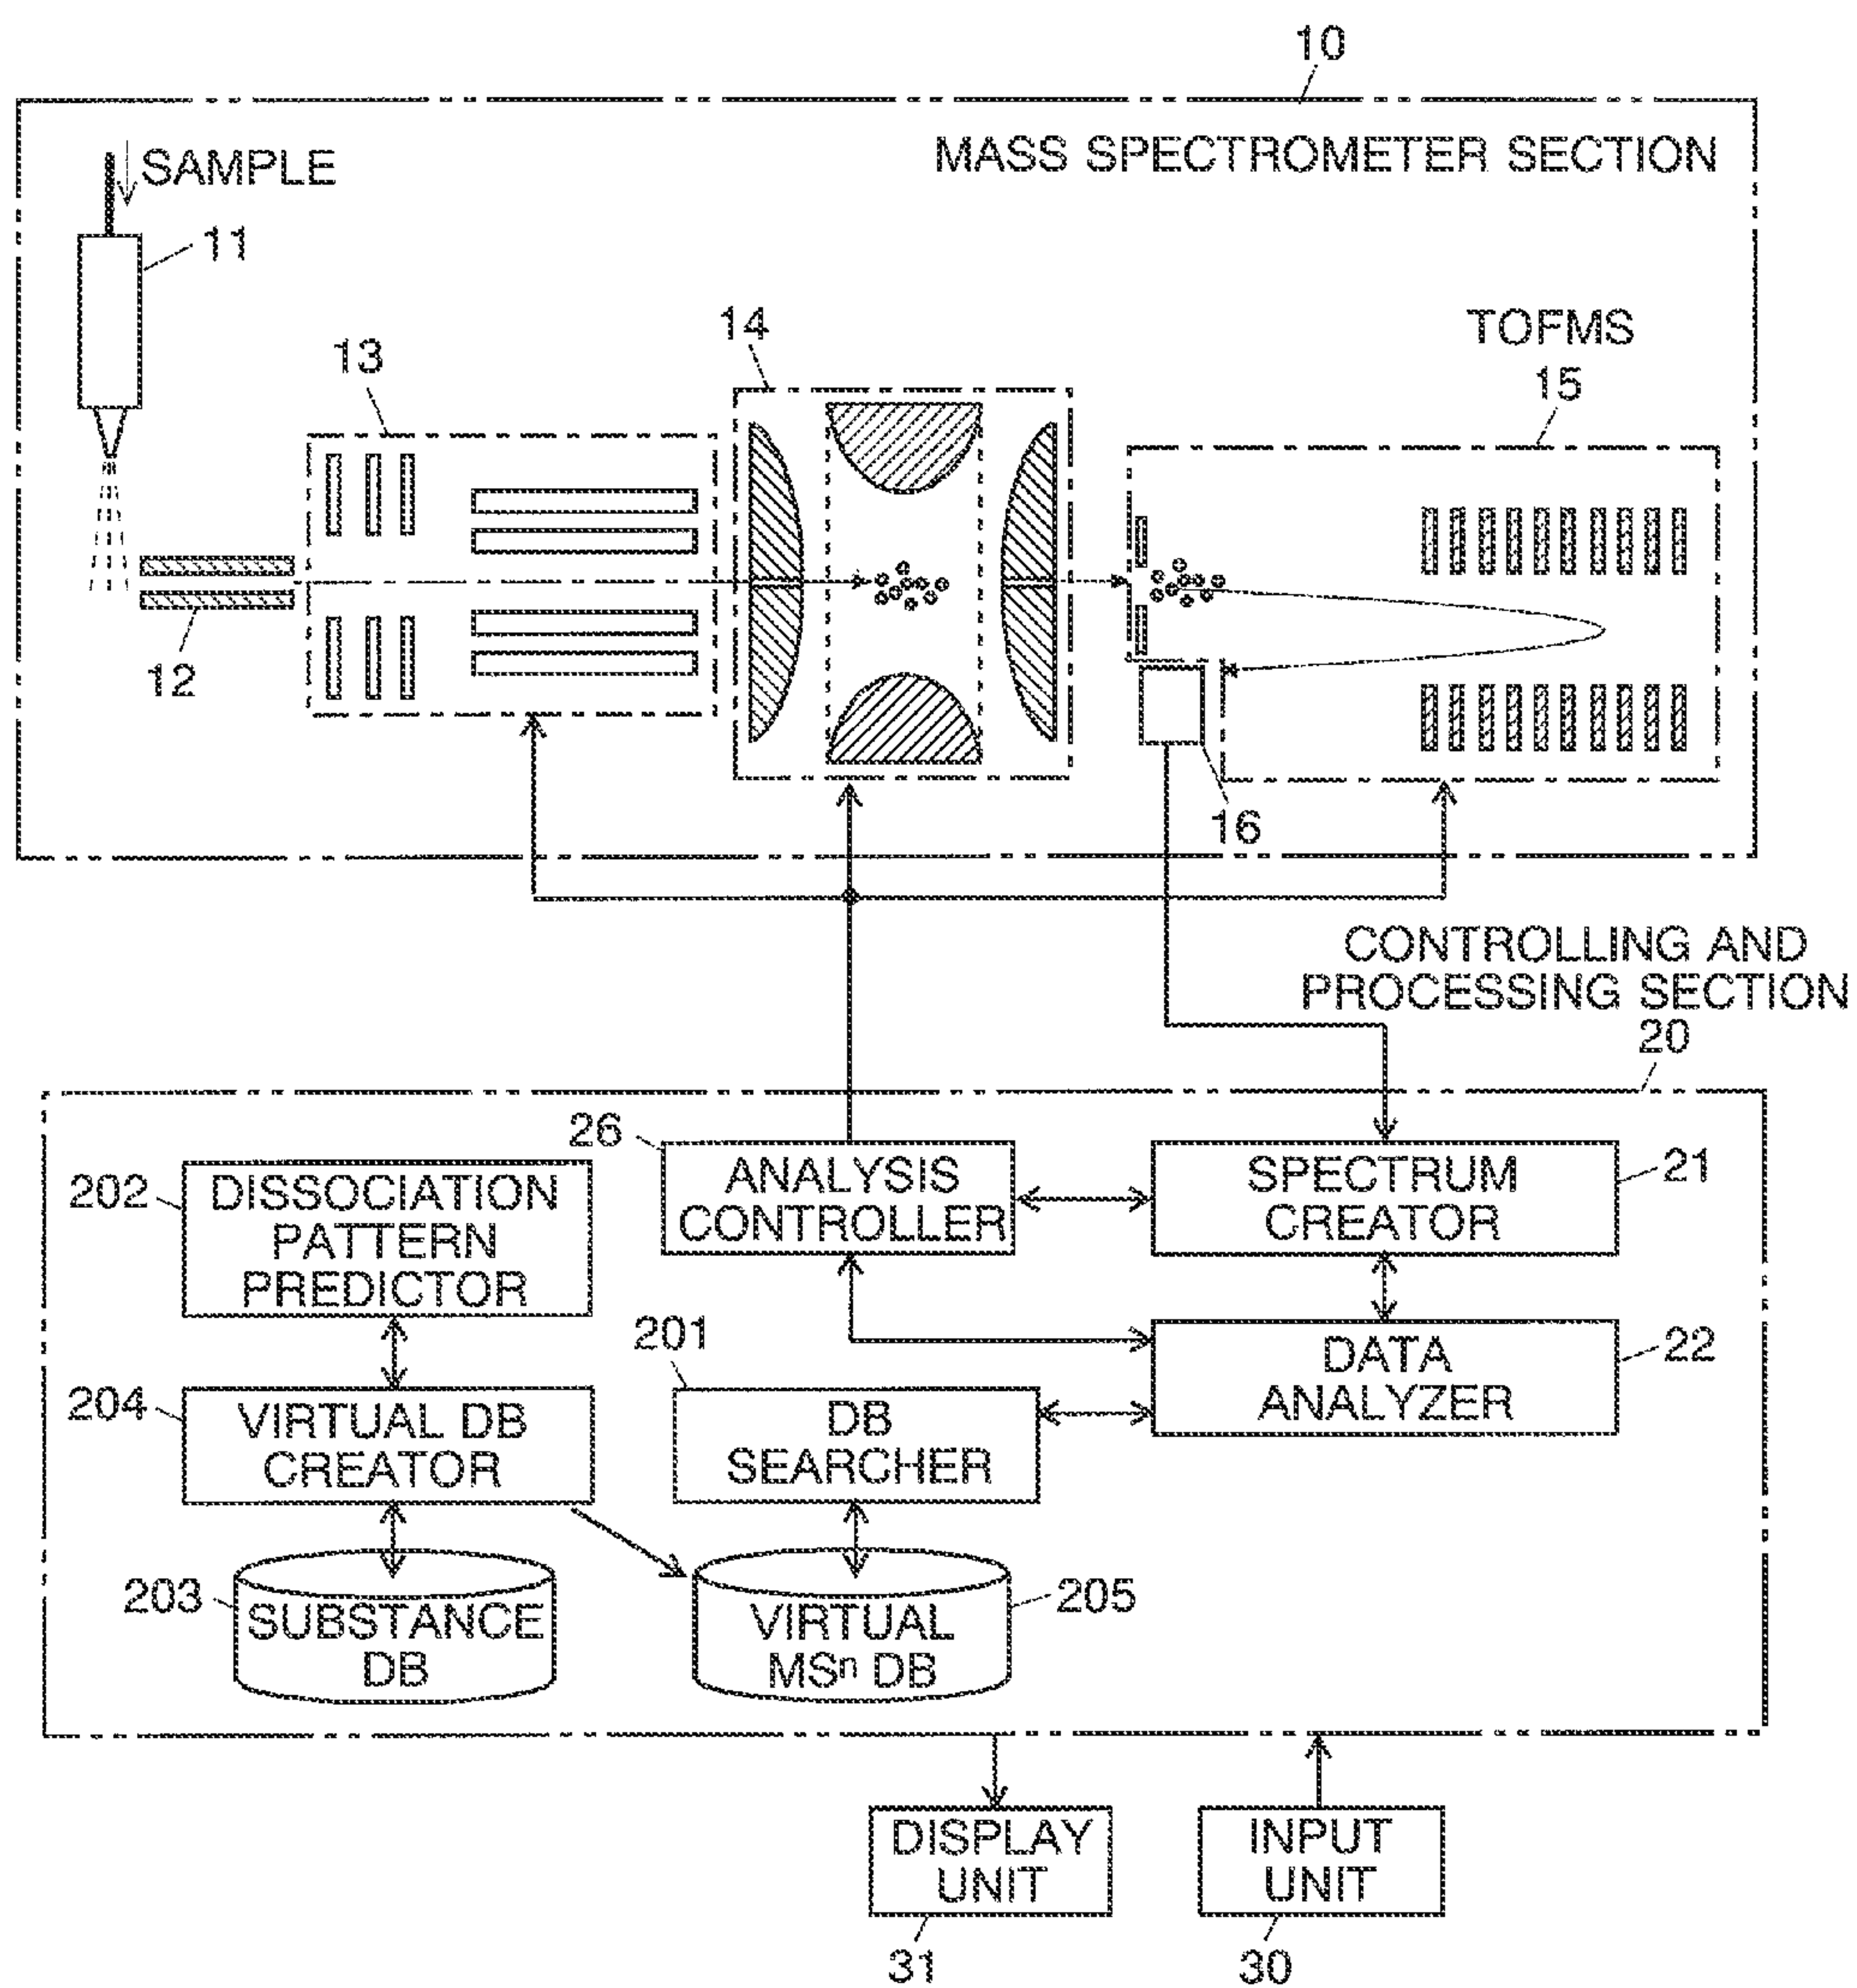 10
MASS SPECTROMETER SECTION
SAMPLE
11
12
13
14
TOFMS
15
16
CONTROLLING AND
PROCESSING SECTION
20
26
ANALYSIS
CONTROLLER
SPECTRUM
CREATOR
21
202
DISSOCIATION
PATTERN
PREDICTOR
201
DATA
ANALYZER
22
204
VIRTUAL DB
CREATOR
DB
SEARCHER
203
SUBSTANCE
DB
VIRTUAL
MSⁿ DB
205
DISPLAY
UNIT
31
INPUT
UNIT
30